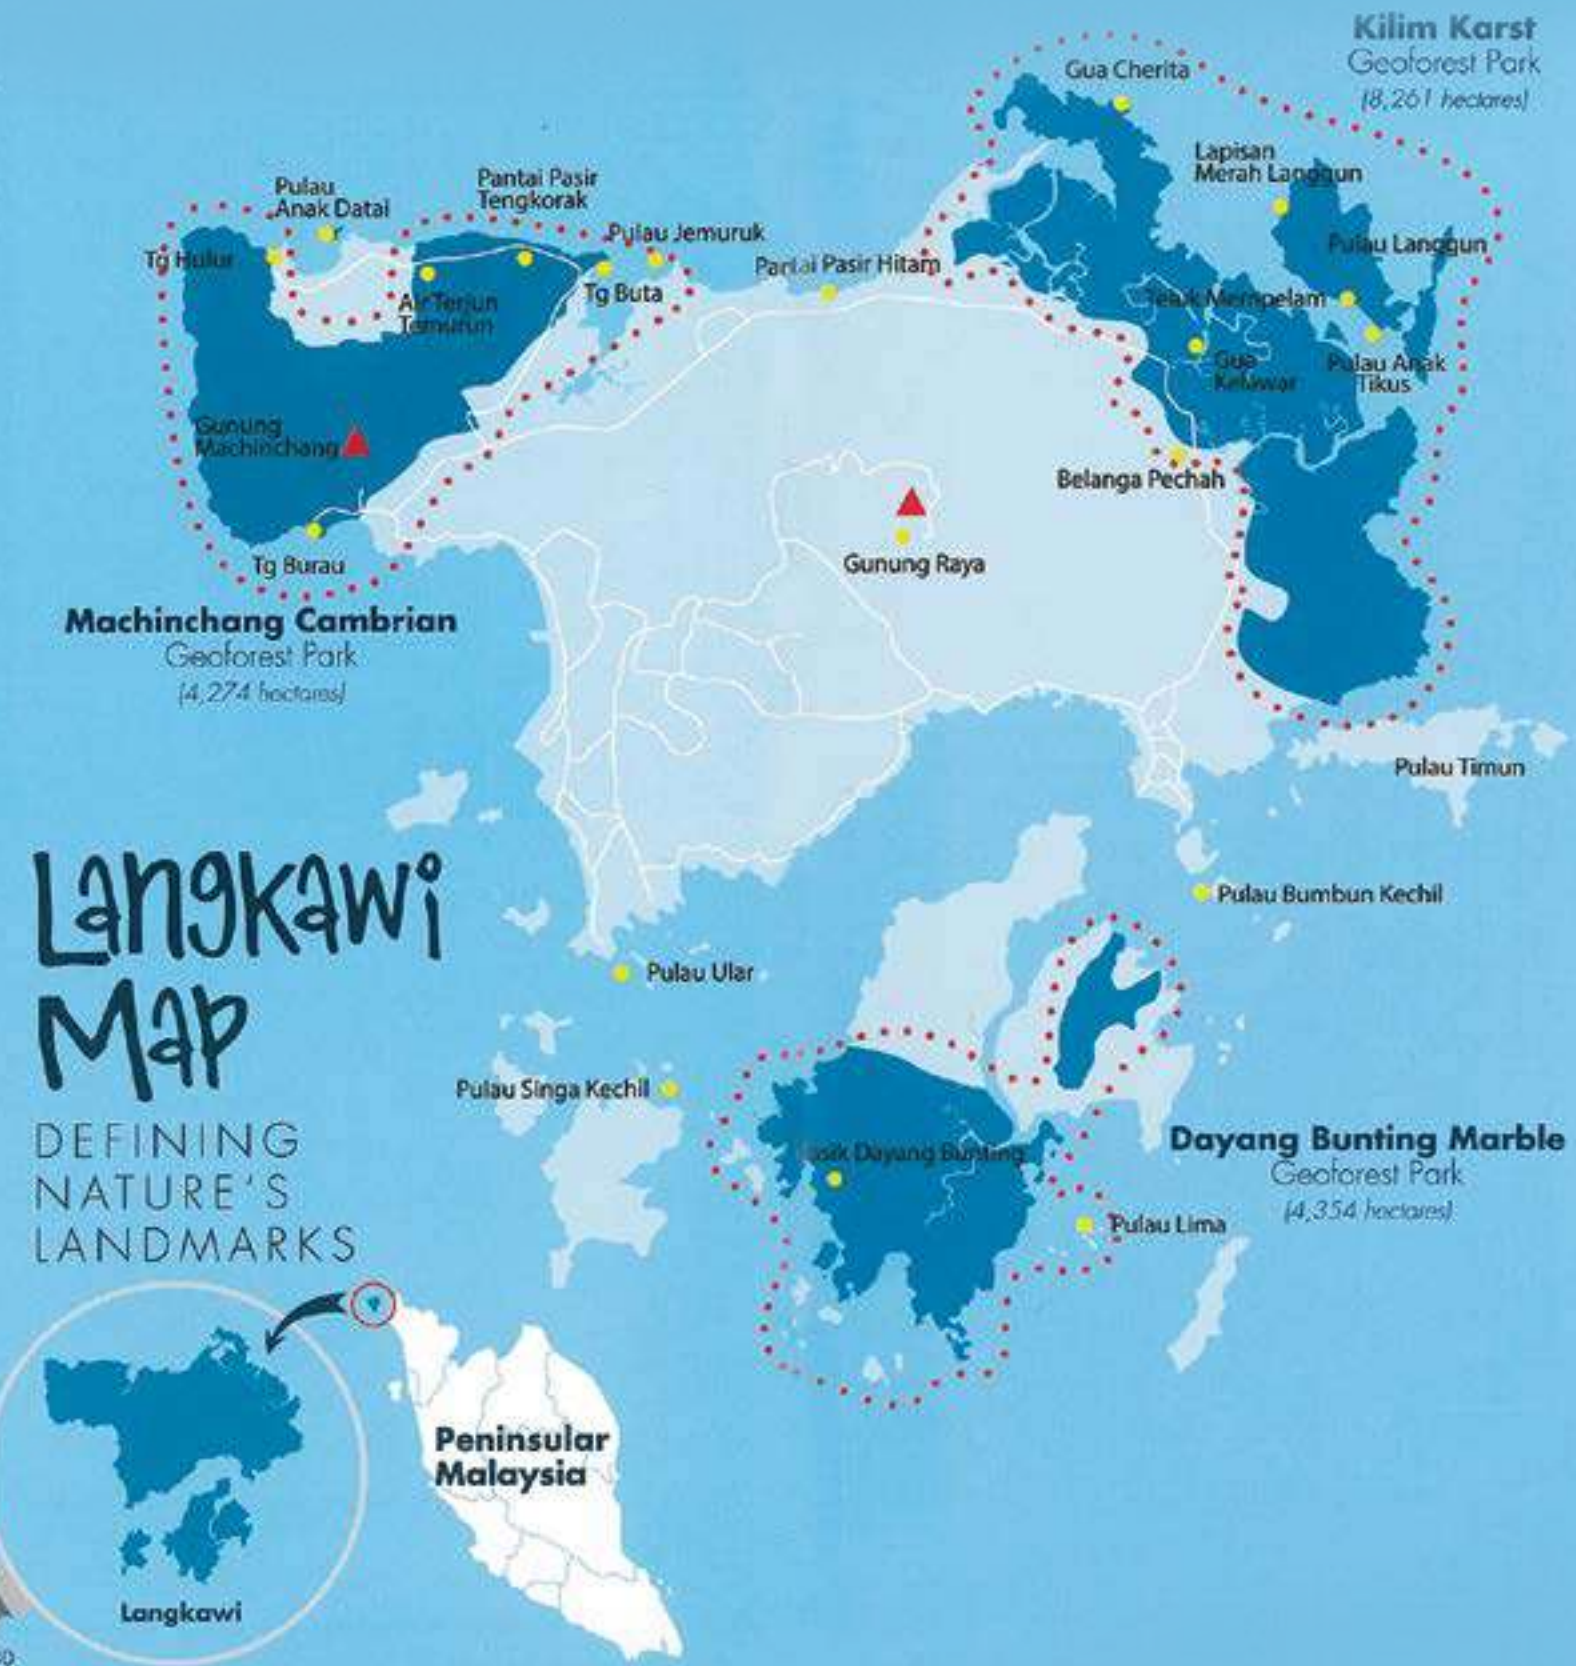 Kilim Karst
Geoforest Park
(8,261 hectares)
Gua Cherita
Lapisan
Merah Langgun
Pulau
Anak Datai
Pantai Pasir
Tengkorak
Pulau Jemuruk
Pulau Langgun
Tg Hulur
Pantai Pasir Hitam
Air Terjun
Temurun
Tg Buta
Teluk Mempelam
Gua
Kelawar
Pulau Anak
Tikus
Gunung
Machinchang
Belanga Pechah
Tg Burau
Gunung Raya
Machinchang Cambrian
Geoforest Park
(4,274 hectares)
Pulau Timun
Langkawi
Map
Pulau Bumbun Kechil
Pulau Ular
Pulau Singa Kechil
DEFINING
NATURE'S
LANDMARKS
Dayang Bunting Marble
Geoforest Park
(4,354 hectares)
Dayang Bunting
Pulau Lima
Peninsular
Malaysia
Langkawi